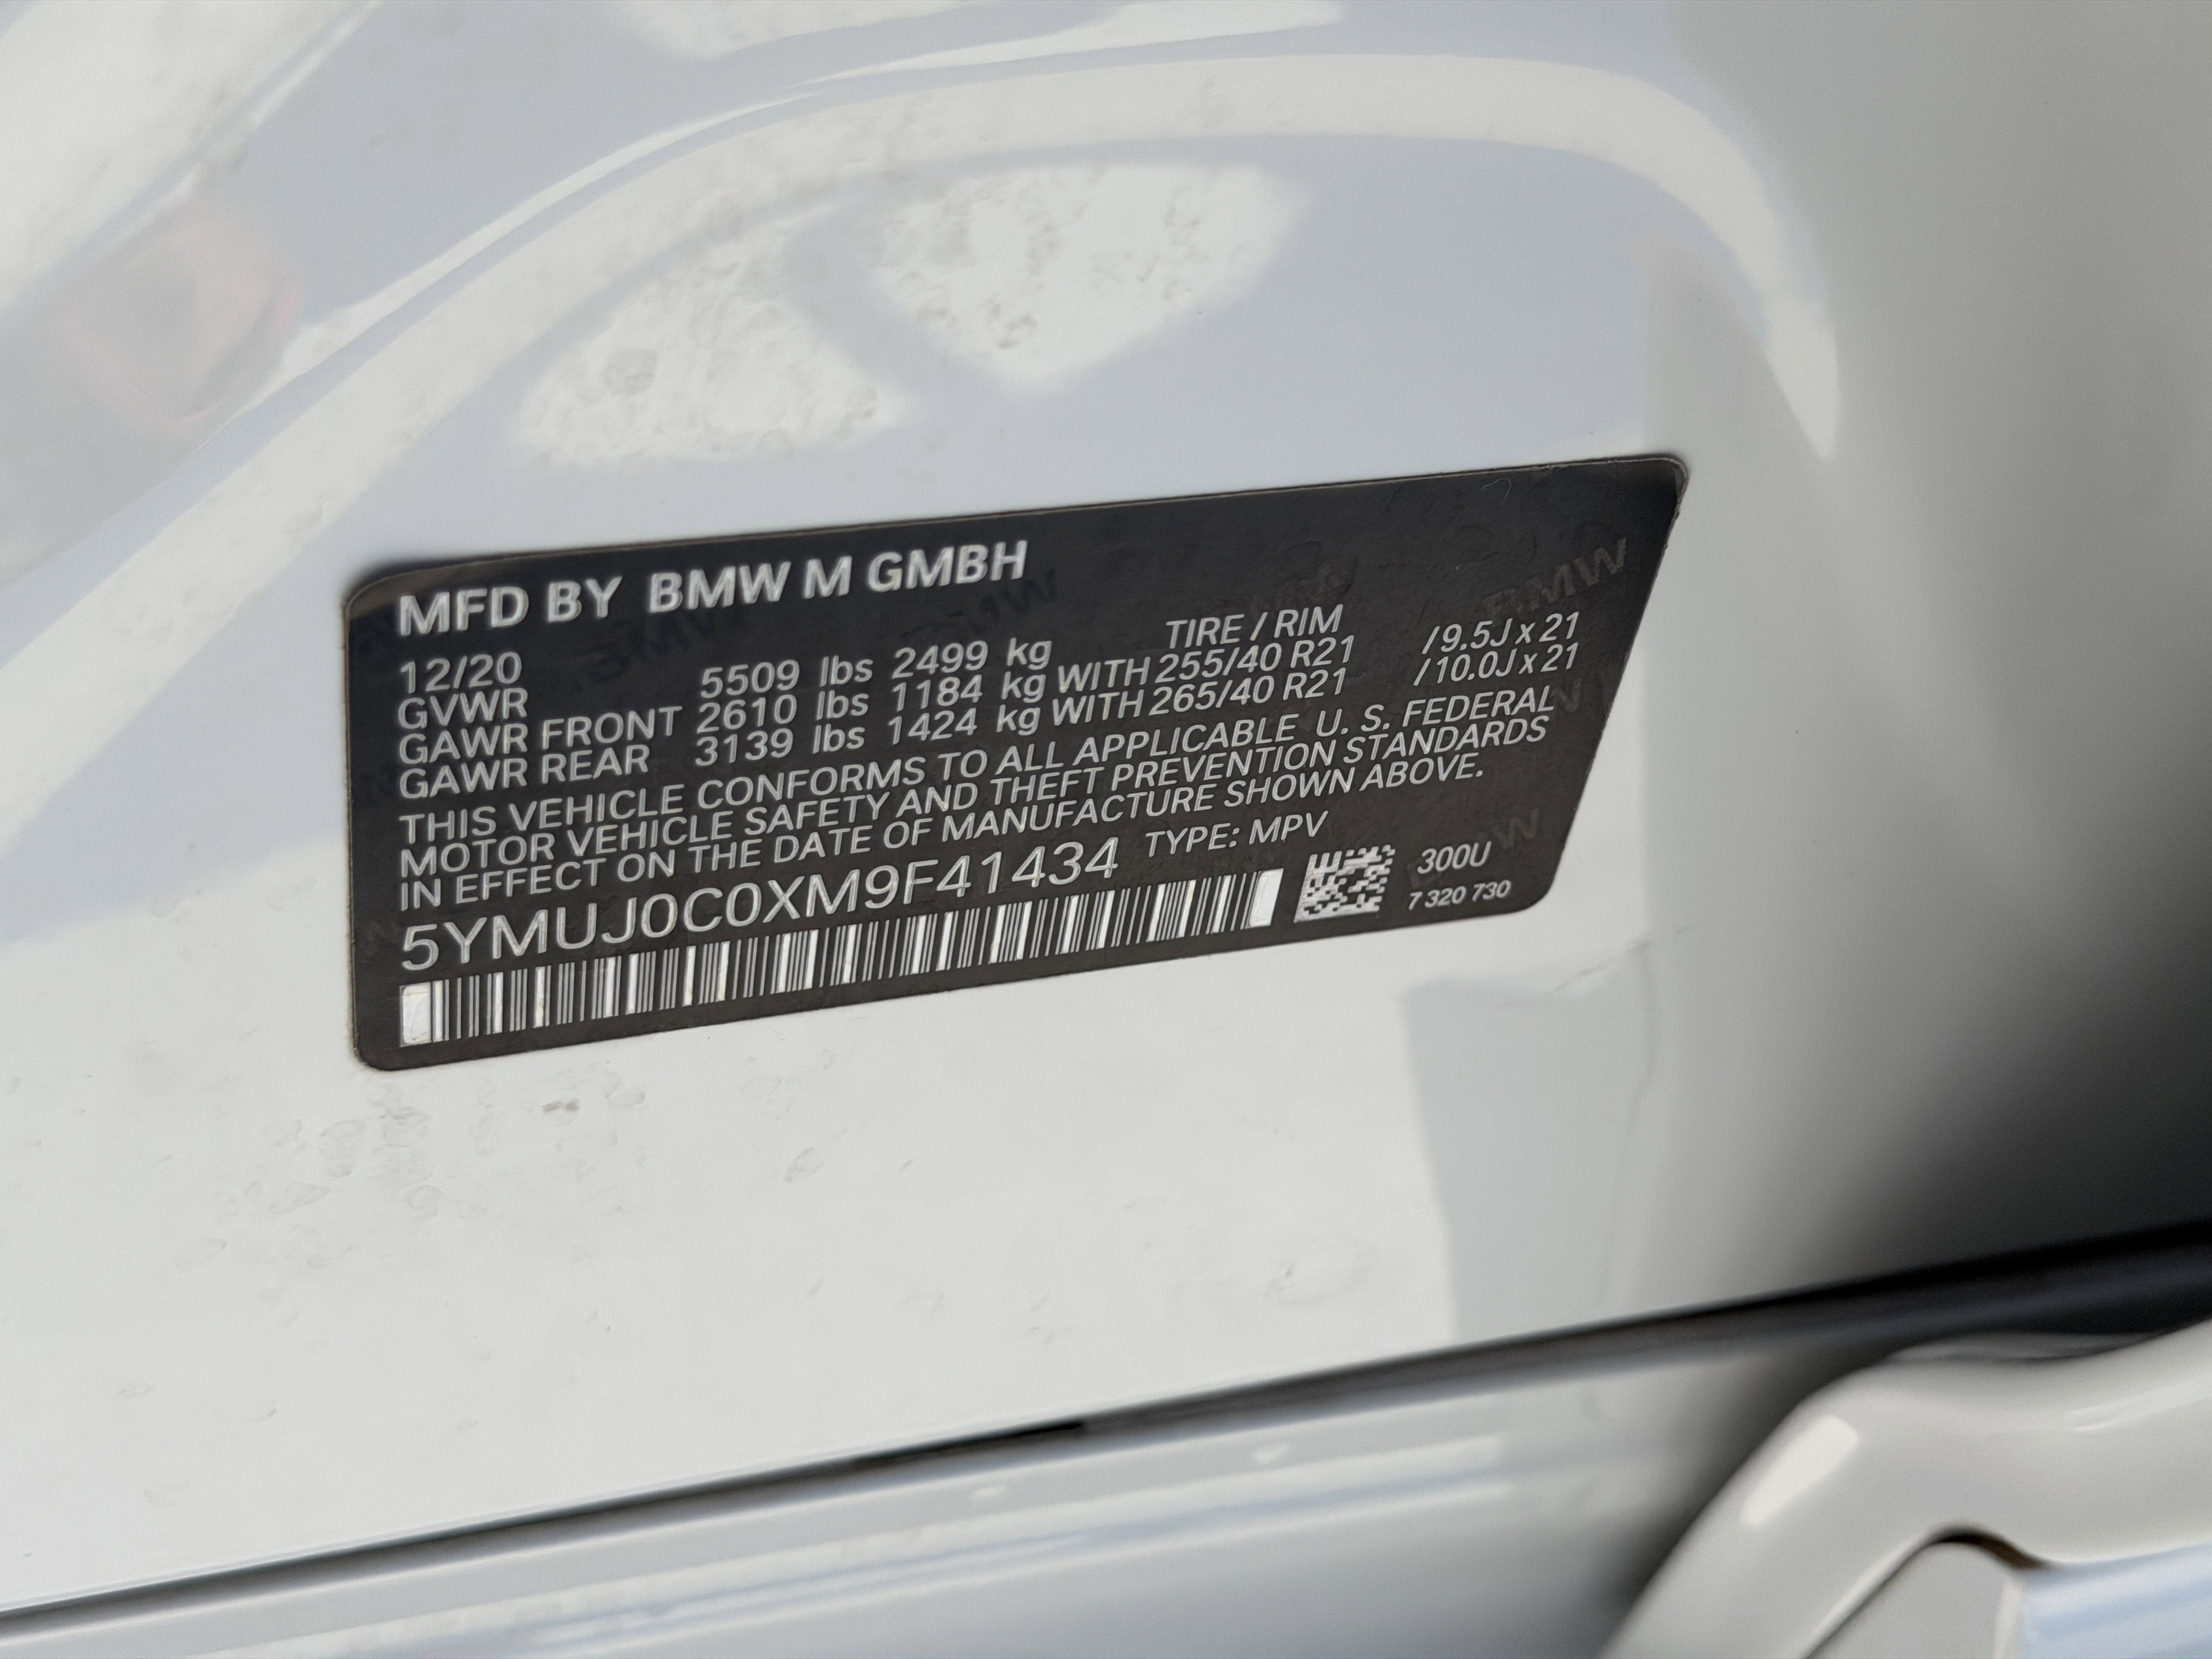 MFD BY BMW M GMBH
12/20 TIRE / RIM
GVWR 5509 lbs 2499 kg
GAWR FRONT 2610 lbs 1184 kg WITH 255/40 R21 /9.5J x 21
GAWR REAR 3139 lbs 1424 kg WITH 265/40 R21 /10.0J x 21
THIS VEHICLE CONFORMS TO ALL APPLICABLE U. S. FEDERAL
MOTOR VEHICLE SAFETY AND THEFT PREVENTION STANDARDS
IN EFFECT ON THE DATE OF MANUFACTURE SHOWN ABOVE.
5YMUJ0C0XM9F41434 TYPE: MPV
300U
7 320 730
BMW